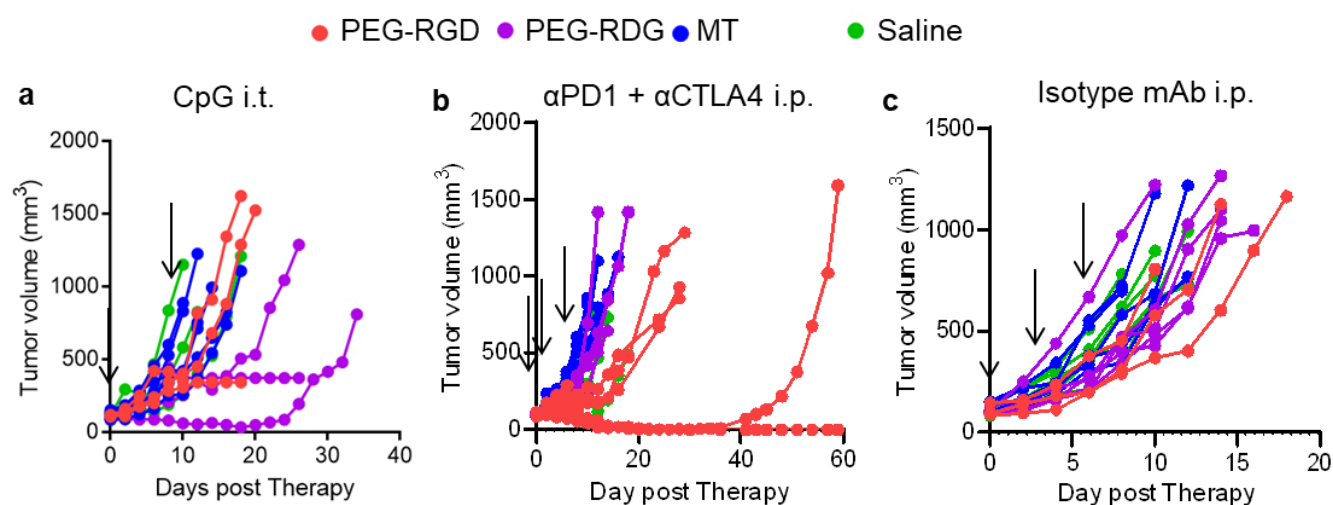 PEG-RGD PEG-RDG MT Saline
a CpG i.t.
2000
1500
1000
500
0
Tumor volume (mm³)
0 10 20 30 40
Days post Therapy
b αPD1 + αCTLA4 i.p.
2000
1500
1000
500
0
Tumor volume (mm³)
0 20 40 60
Day post Therapy
c Isotype mAb i.p.
1500
1000
500
0
Tumor volume (mm³)
0 5 10 15 20
Day post Therapy